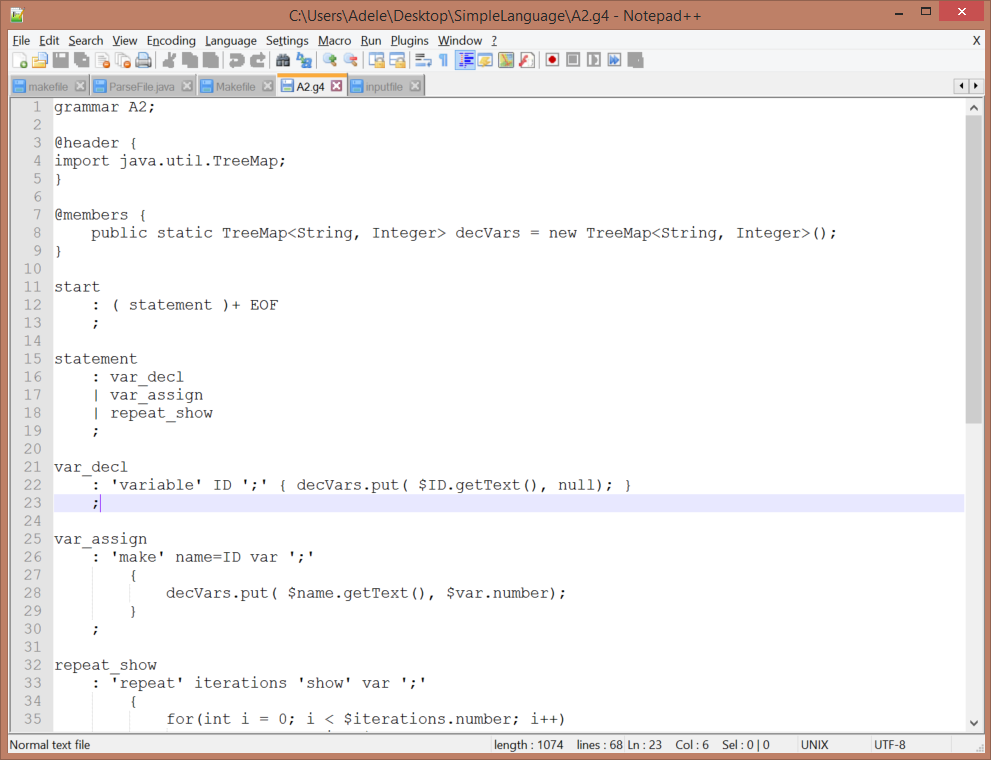 C:\Users\Adele\Desktop\SimpleLanguage\A2.g4 - Notepad++
File Edit Search View Encoding Language Settings Macro Run Plugins Window ? X
makefile ParseFile.java Makefile A2.g4 inputfile
1 grammar A2;
2
3 @header {
4 import java.util.TreeMap;
5 }
6
7 @members {
8 public static TreeMap<String, Integer> decVars = new TreeMap<String, Integer>();
9 }
10
11 start
12 : ( statement )+ EOF
13 ;
14
15 statement
16 : var_decl
17 | var_assign
18 | repeat_show
19 ;
20
21 var_decl
22 : 'variable' ID ';' { decVars.put( $ID.getText(), null); }
23 ;
24
25 var_assign
26 : 'make' name=ID var ';'
27 {
28 decVars.put( $name.getText(), $var.number);
29 }
30 ;
31
32 repeat_show
33 : 'repeat' iterations 'show' var ';'
34 {
35 for(int i = 0; i < $iterations.number; i++)
Normal text file length : 1074 lines : 68 Ln : 23 Col : 6 Sel : 0 | 0 UNIX UTF-8